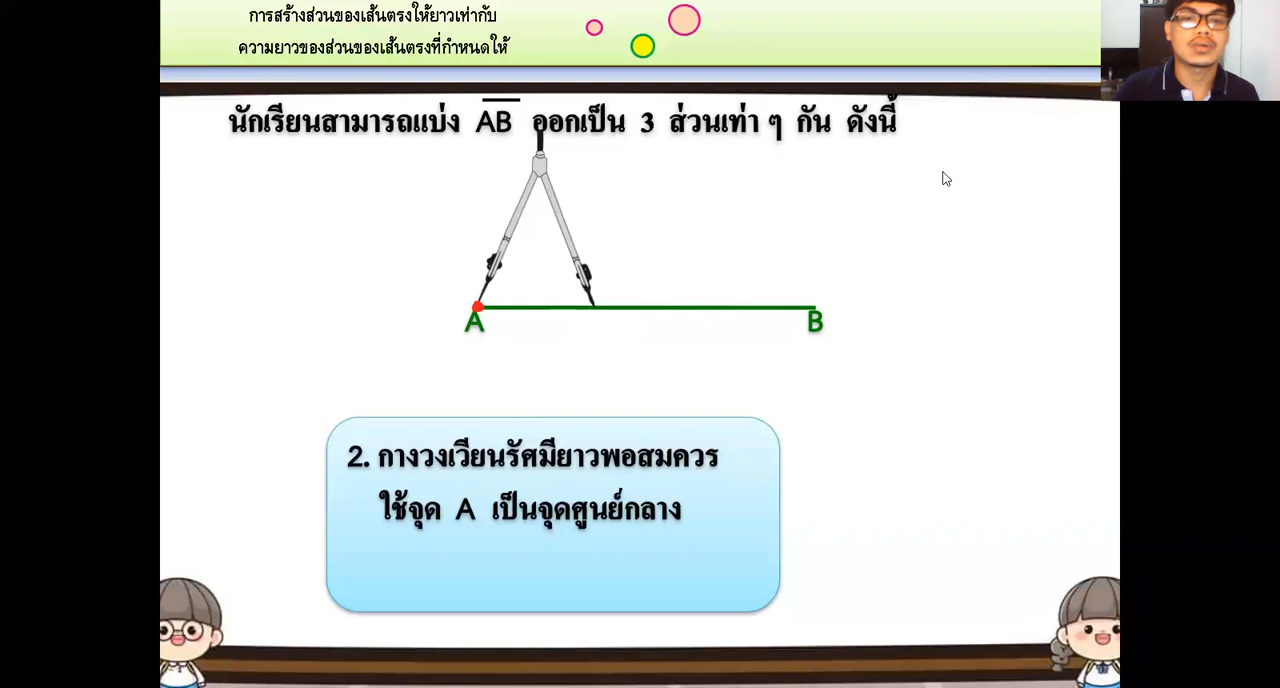 การสร้างส่วนของเส้นตรงให้ยาวเท่ากับ
ความยาวของส่วนของเส้นตรงที่กำหนดให้
นักเรียนสามารถแบ่ง AB ออกเป็น 3 ส่วนเท่า ๆ กัน ดังนี้
A B
2. กางวงเวียนรัศมียาวพอสมควร
ใช้จุด A เป็นจุดศูนย์กลาง